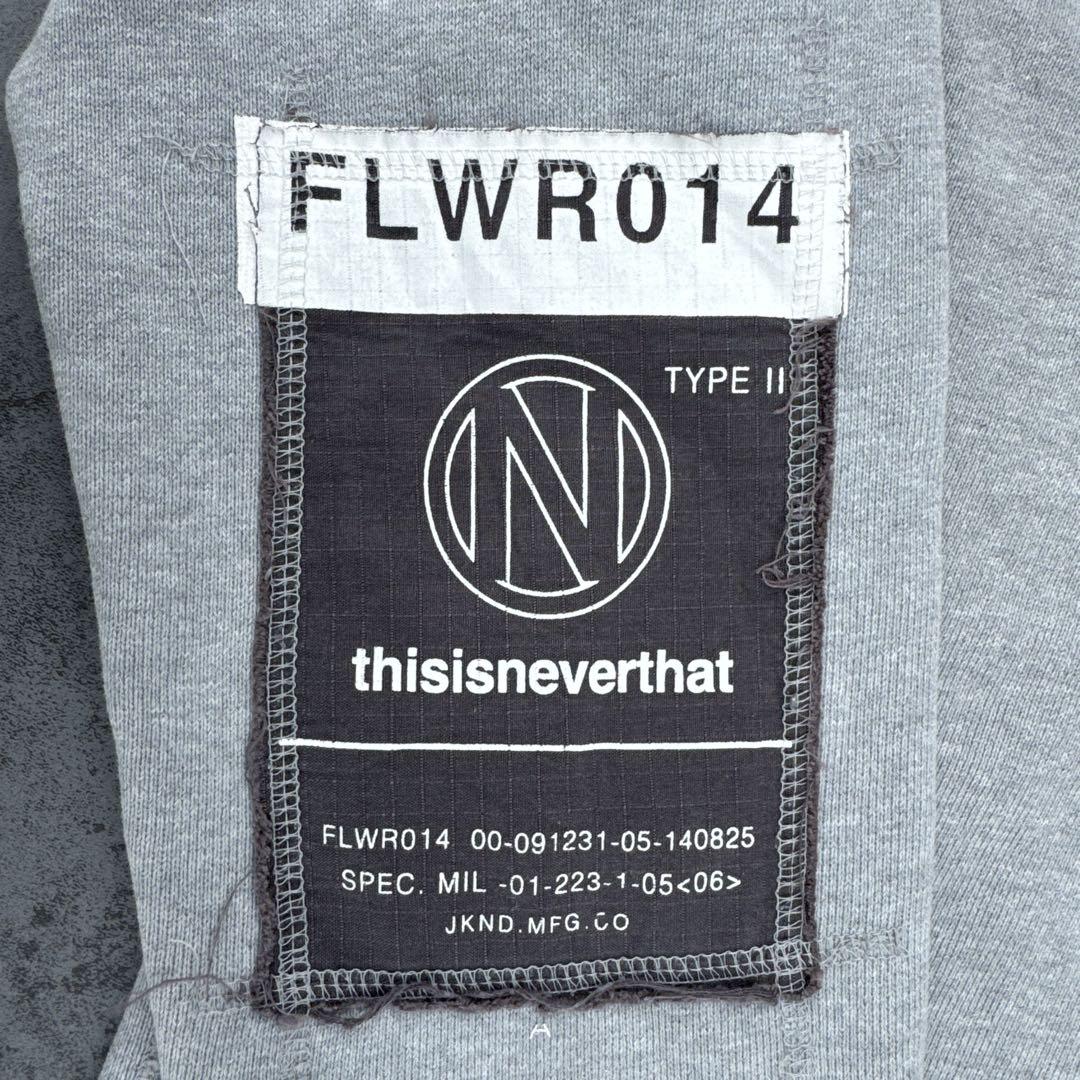 FLWR014
TYPE II
N
thisisneverthat
FLWR014 00-091231-05-140825
SPEC. MIL -01-223-1-05<06>
JKND.MFG.CO